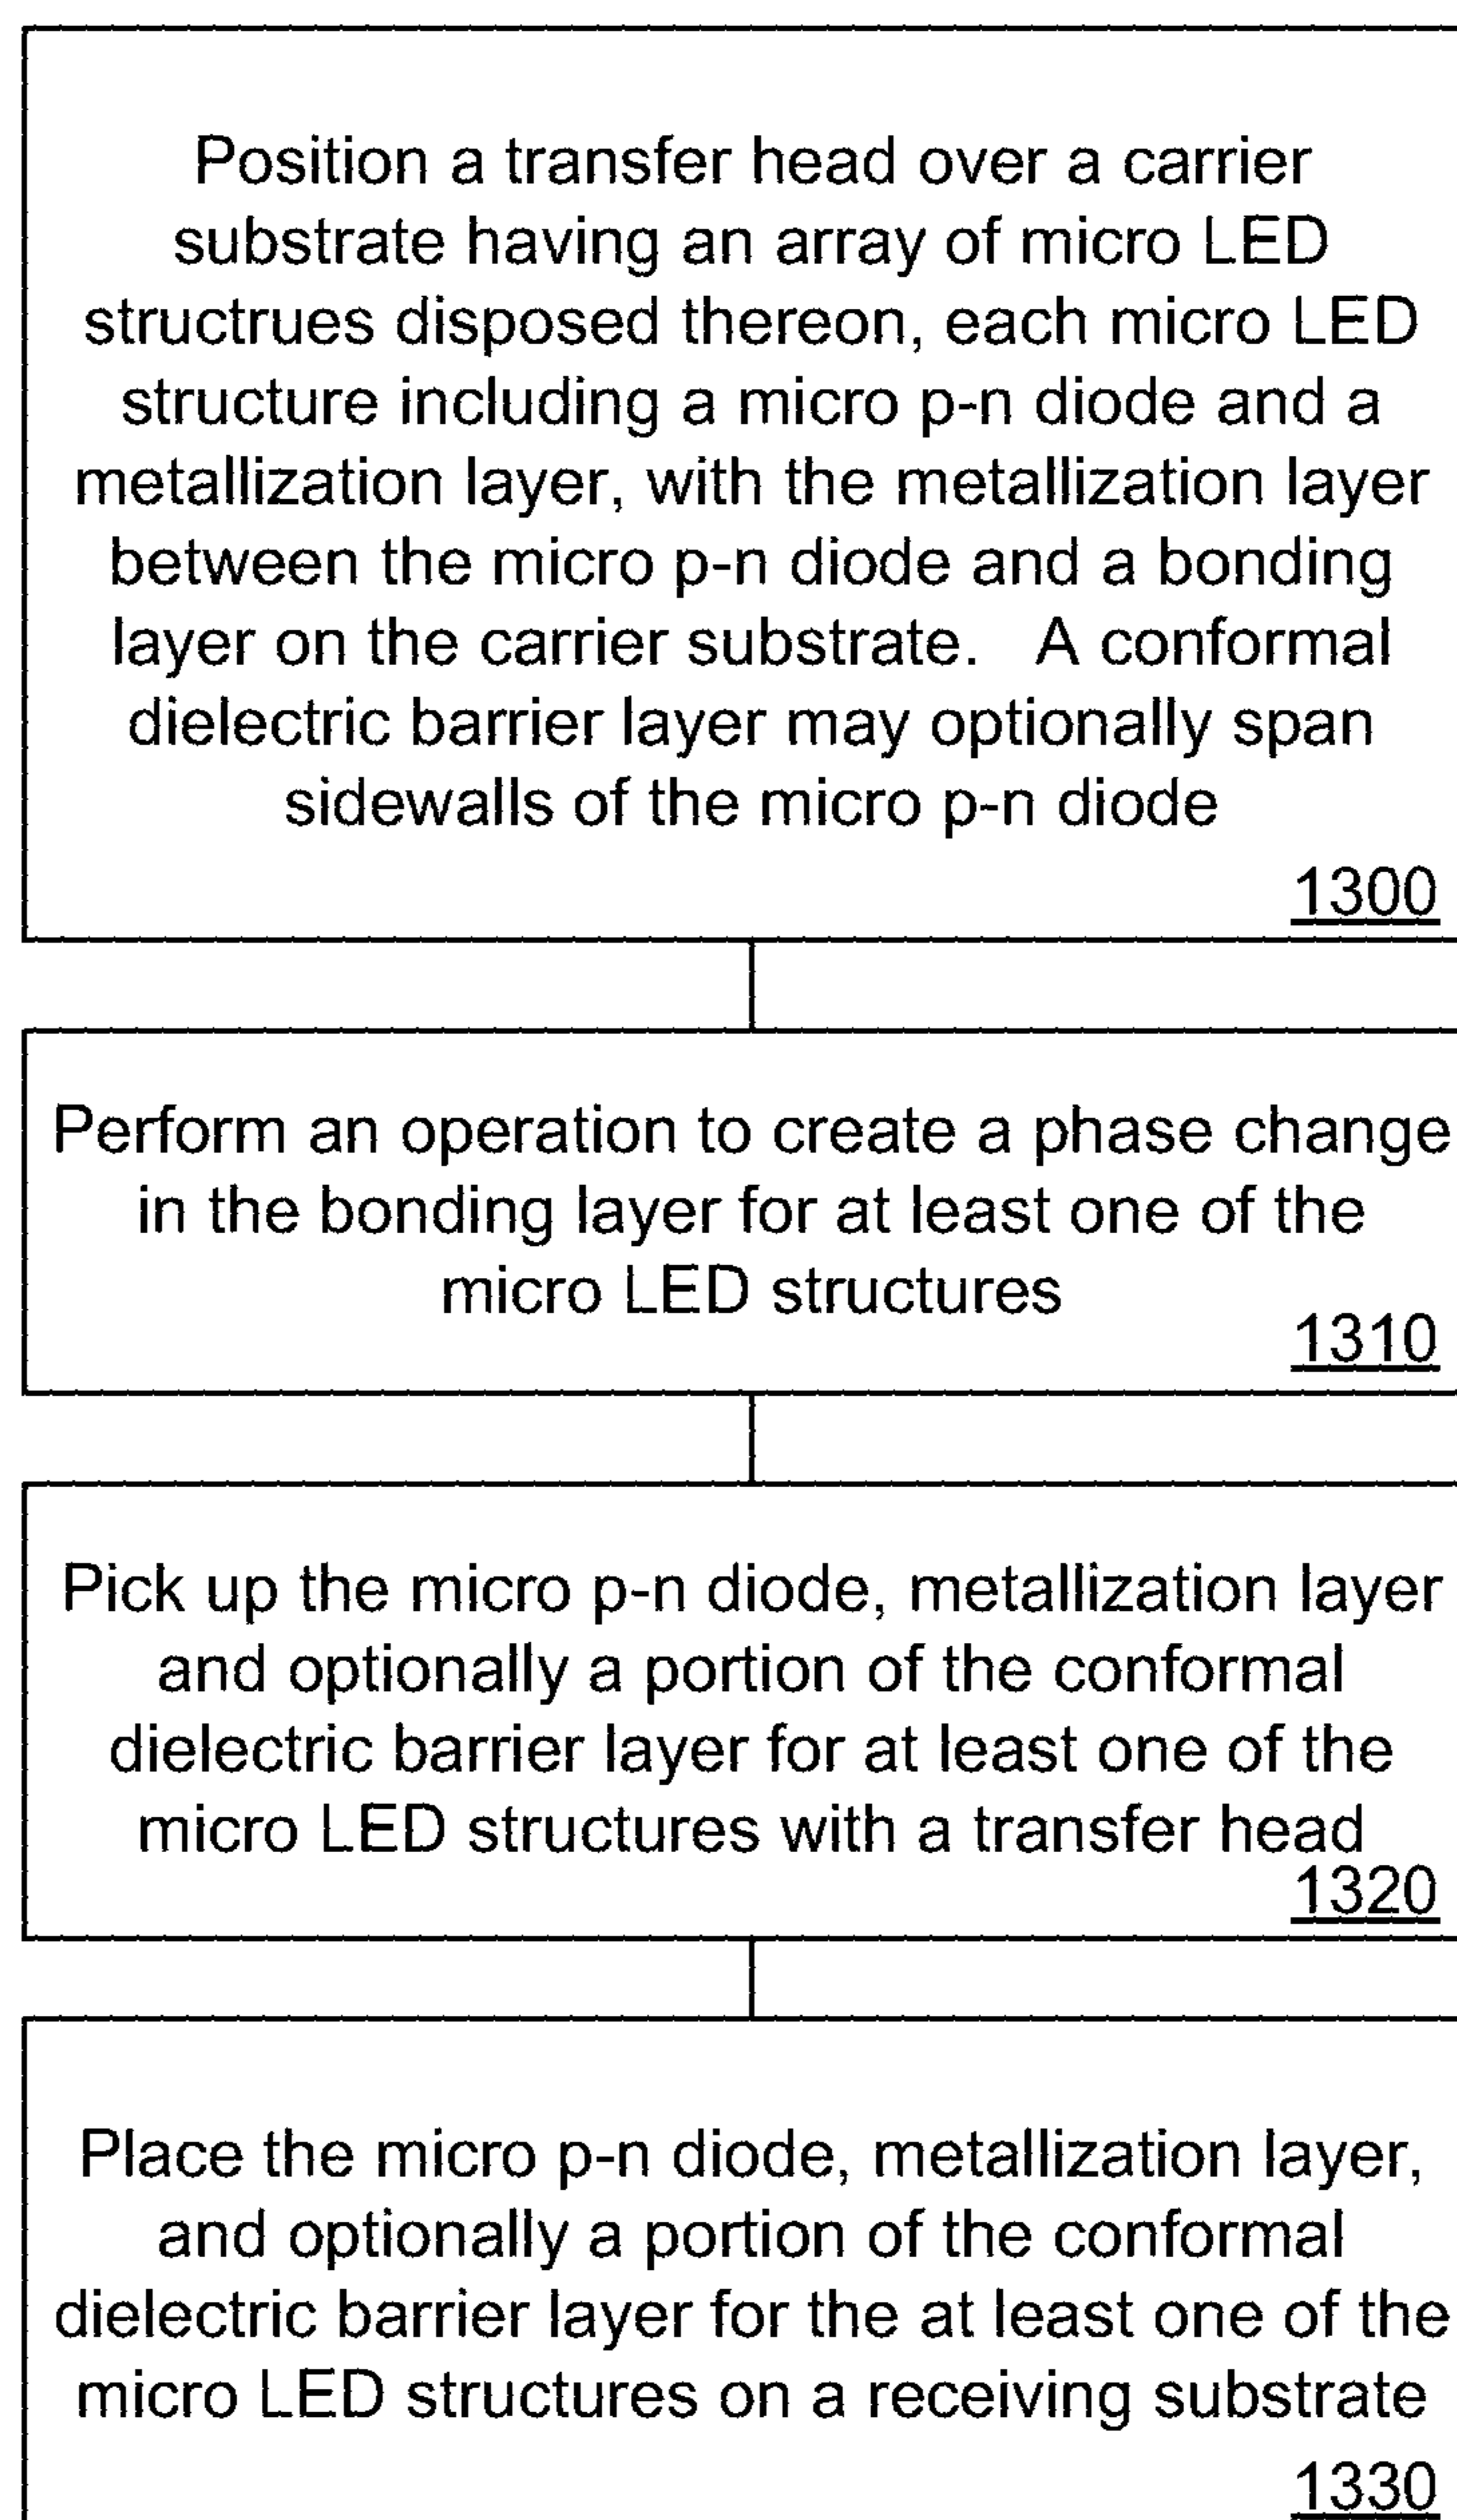 Position a transfer head over a carrier
substrate having an array of micro LED
structrues disposed thereon, each micro LED
structure including a micro p-n diode and a
metallization layer, with the metallization layer
between the micro p-n diode and a bonding
layer on the carrier substrate.   A conformal
dielectric barrier layer may optionally span
sidewalls of the micro p-n diode
1300
Perform an operation to create a phase change
in the bonding layer for at least one of the
micro LED structures
1310
Pick up the micro p-n diode, metallization layer
and optionally a portion of the conformal
dielectric barrier layer for at least one of the
micro LED structures with a transfer head
1320
Place the micro p-n diode, metallization layer,
and optionally a portion of the conformal
dielectric barrier layer for the at least one of the
micro LED structures on a receiving substrate
1330